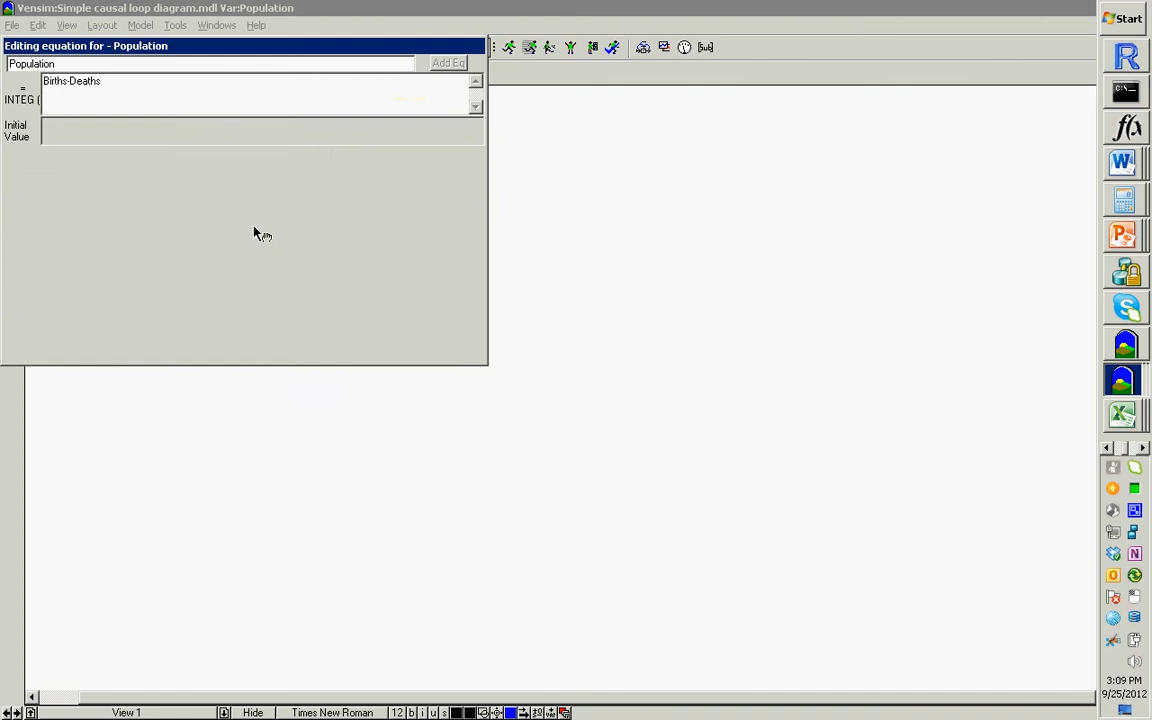 Vensim:Simple causal loop diagram.mdl Var:Population
File Edit View Layout Model Tools Windows Help
Editing equation for - Population
Population
Add Eq
=
INTEG (
Births-Deaths
Initial
Value
View 1
Hide
Times New Roman
12
b
i
u
s
Start
R
C:\
f(x)
W
P
S
X
N
O
3:09 PM
9/25/2012